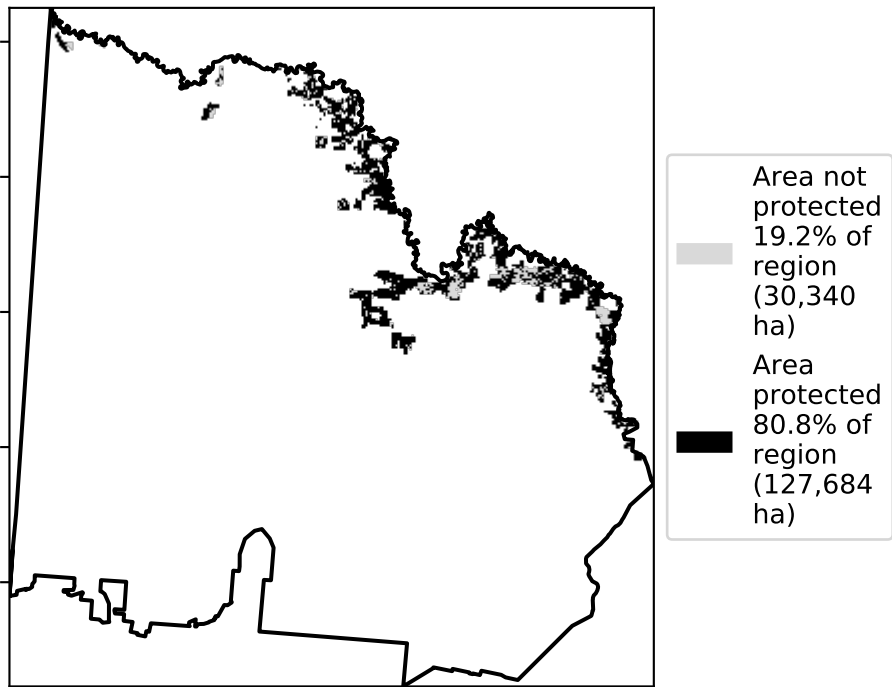 Area not
protected
19.2% of
region
(30,340
ha)
Area
protected
80.8% of
region
(127,684
ha)